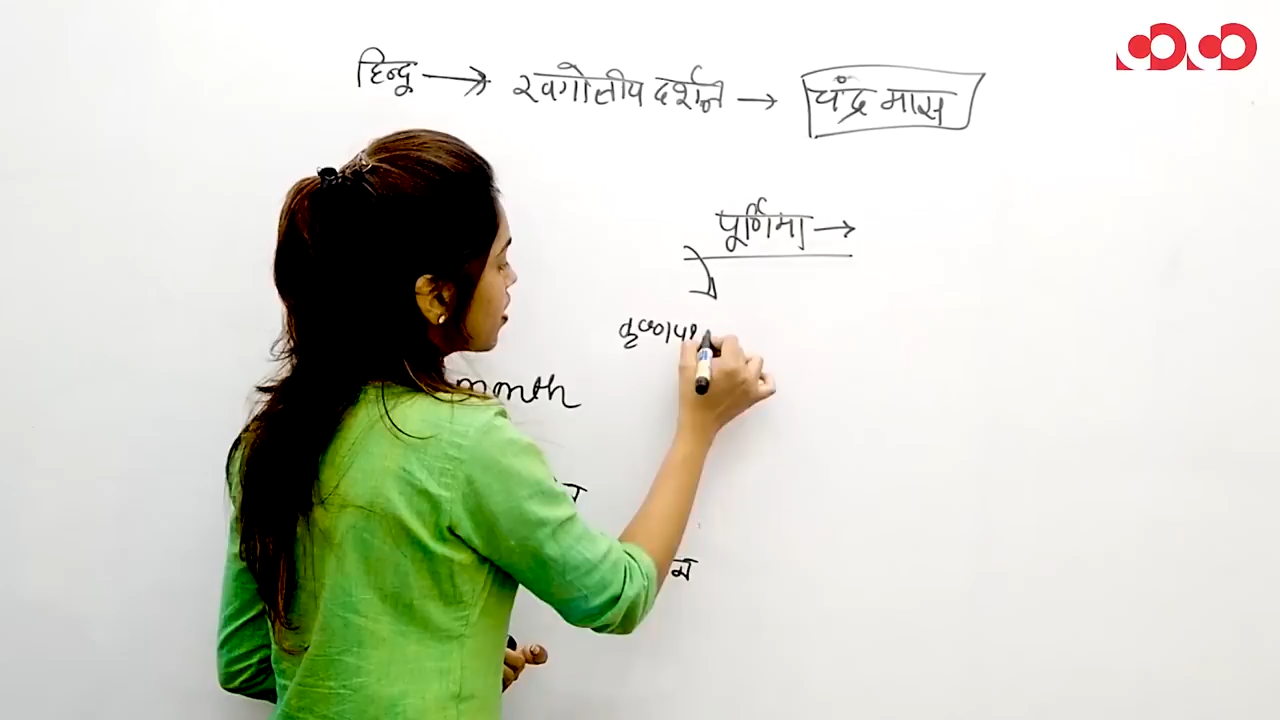 हिन्दू → खगोलीय दर्शन → चंद्र मास
पूर्णिमा →
कृष्ण प
month